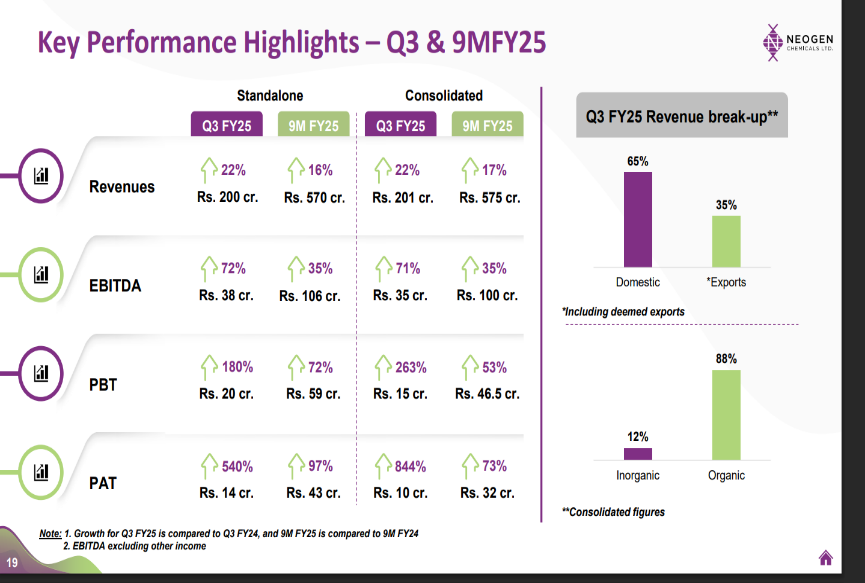 Key Performance Highlights – Q3 & 9MFY25
NEOGEN
CHEMICALS LTD.
Standalone
Consolidated
Q3 FY25
9M FY25
Q3 FY25
9M FY25
Revenues
22%
16%
22%
17%
Rs. 200 cr.
Rs. 570 cr.
Rs. 201 cr.
Rs. 575 cr.
EBITDA
72%
35%
71%
35%
Rs. 38 cr.
Rs. 106 cr.
Rs. 35 cr.
Rs. 100 cr.
PBT
180%
72%
263%
53%
Rs. 20 cr.
Rs. 59 cr.
Rs. 15 cr.
Rs. 46.5 cr.
PAT
540%
97%
844%
73%
Rs. 14 cr.
Rs. 43 cr.
Rs. 10 cr.
Rs. 32 cr.
Note: 1. Growth for Q3 FY25 is compared to Q3 FY24, and 9M FY25 is compared to 9M FY24
2. EBITDA excluding other income
Q3 FY25 Revenue break-up**
65%
35%
Domestic
*Exports
*Including deemed exports
88%
12%
Inorganic
Organic
**Consolidated figures
19